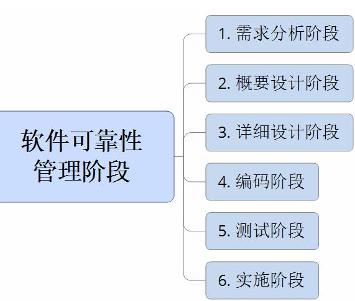 软件可靠性
管理阶段
1. 需求分析阶段
2. 概要设计阶段
3. 详细设计阶段
4. 编码阶段
5. 测试阶段
6. 实施阶段